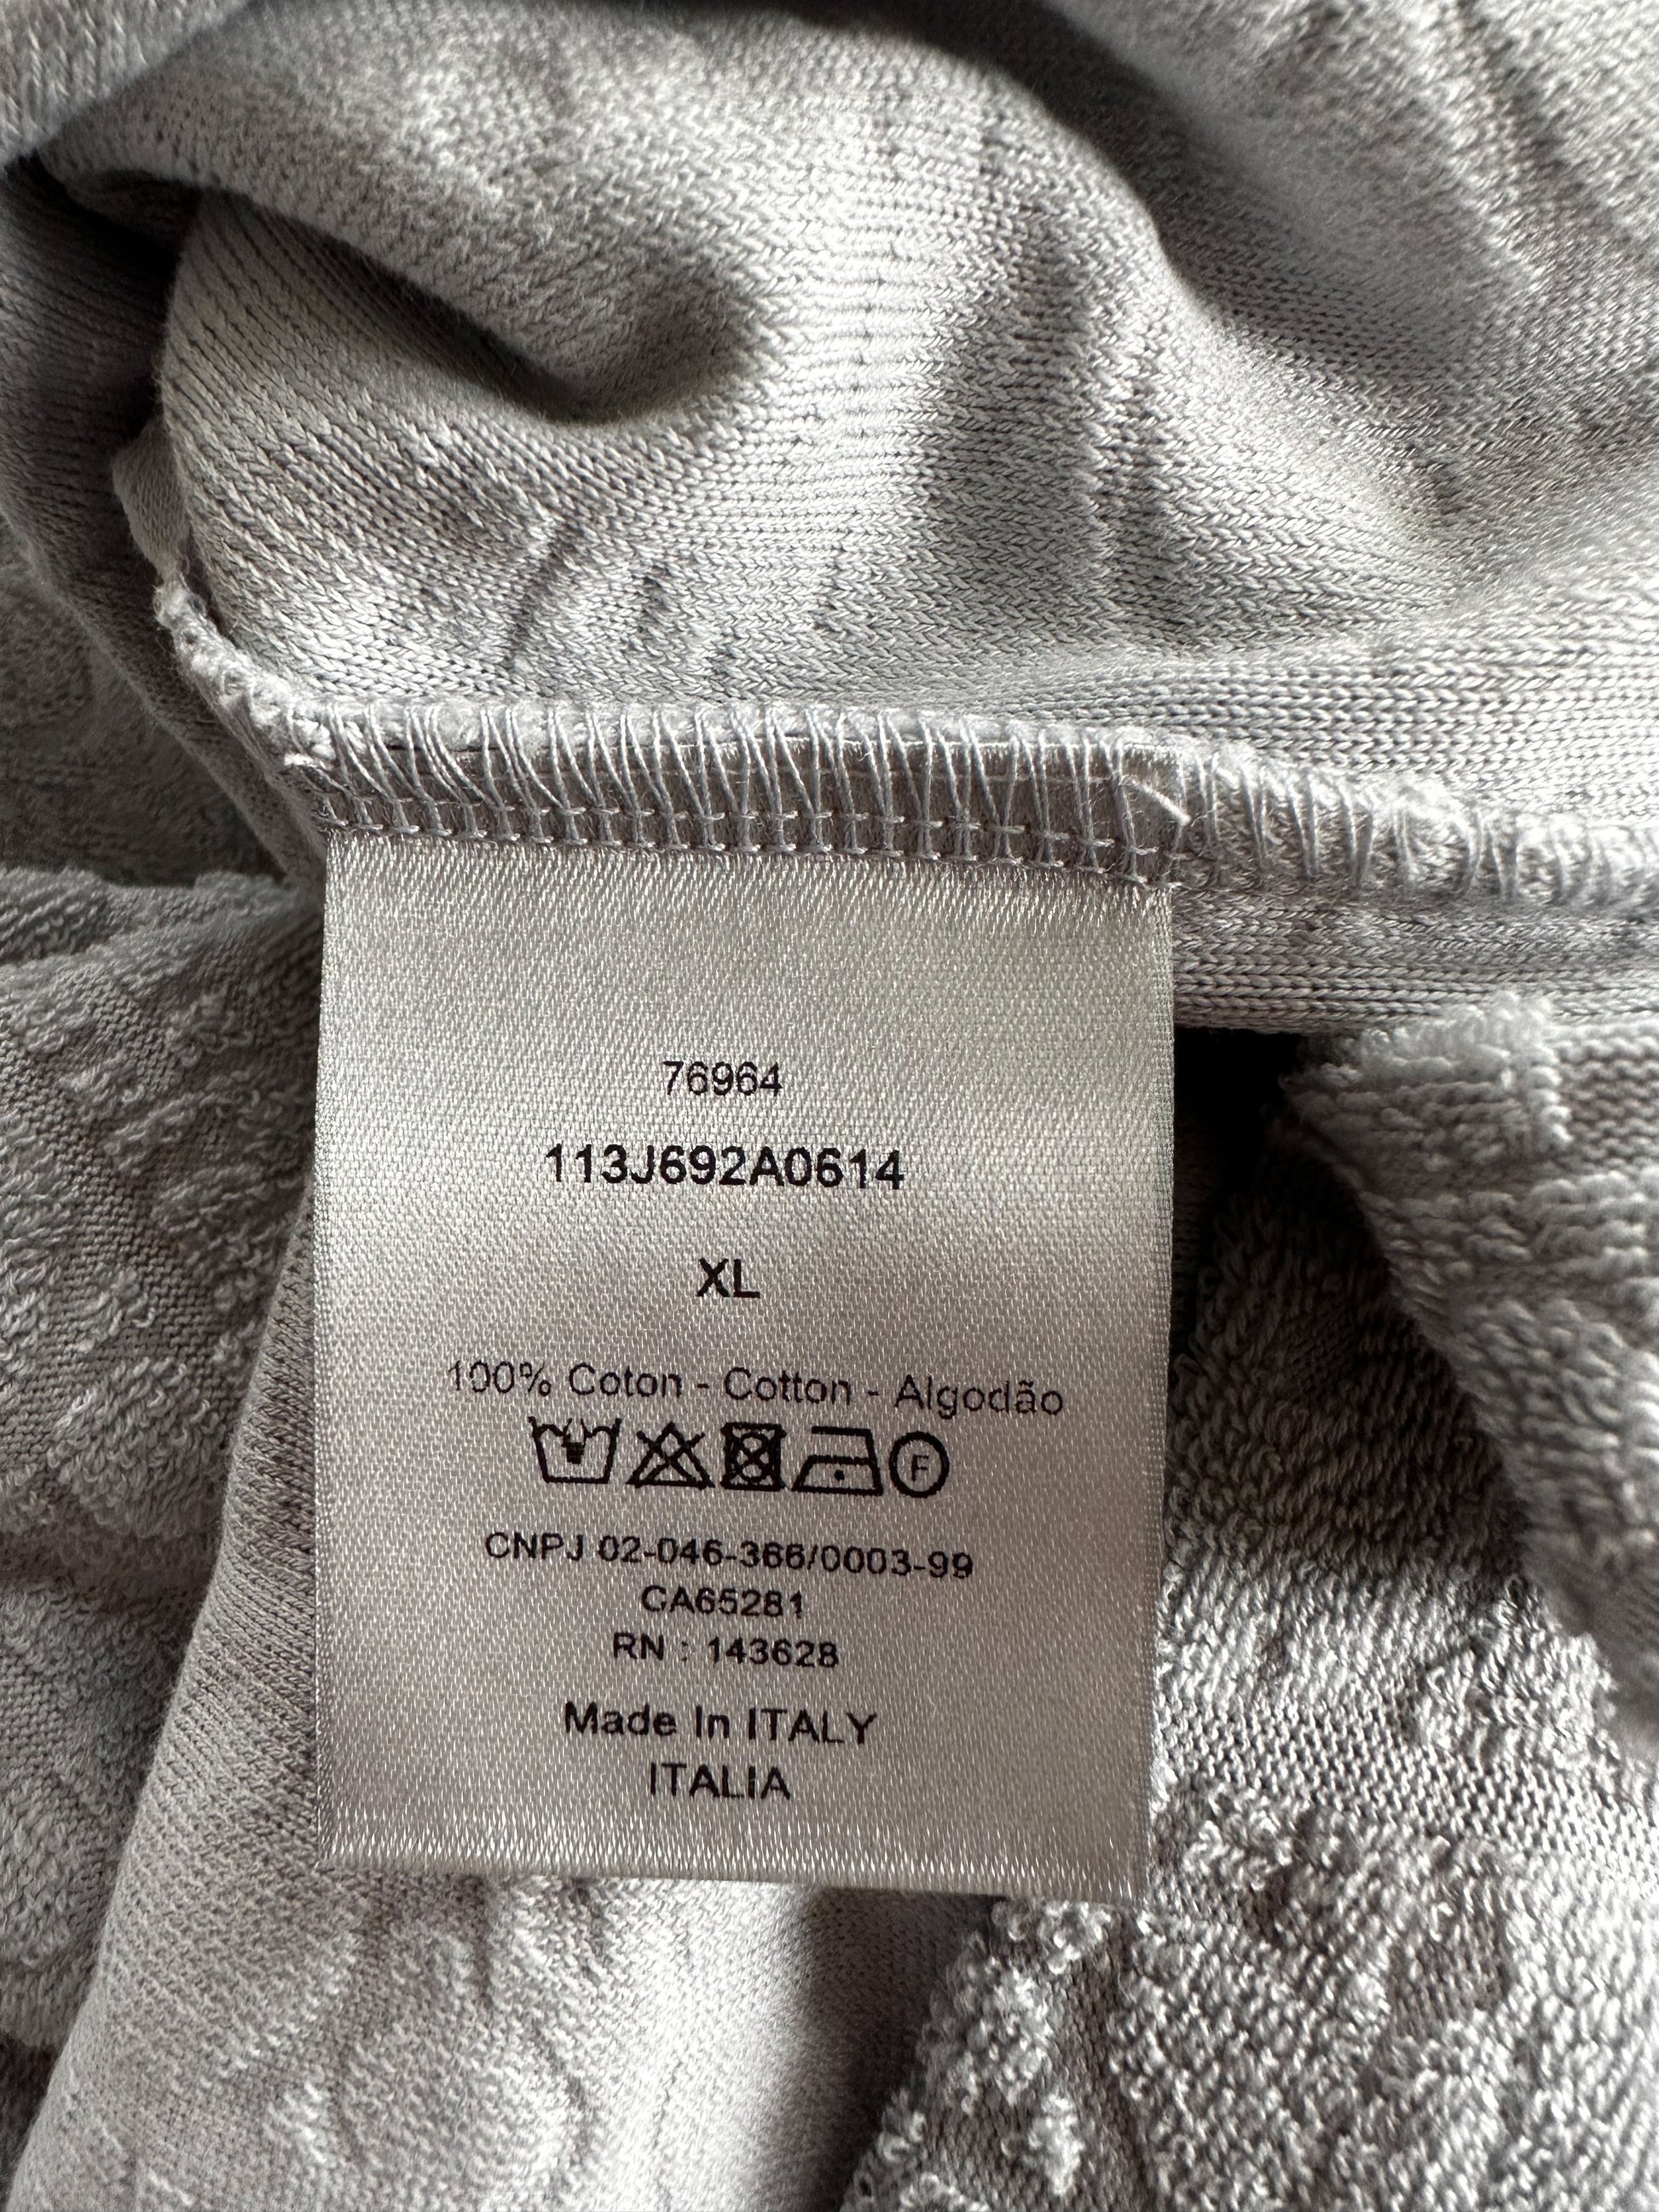 76964
113J692A0614
XL
100% Coton - Cotton - Algodão
F
CNPJ 02-046-366/0003-99
CA65281
RN : 143628
Made In ITALY
ITALIA